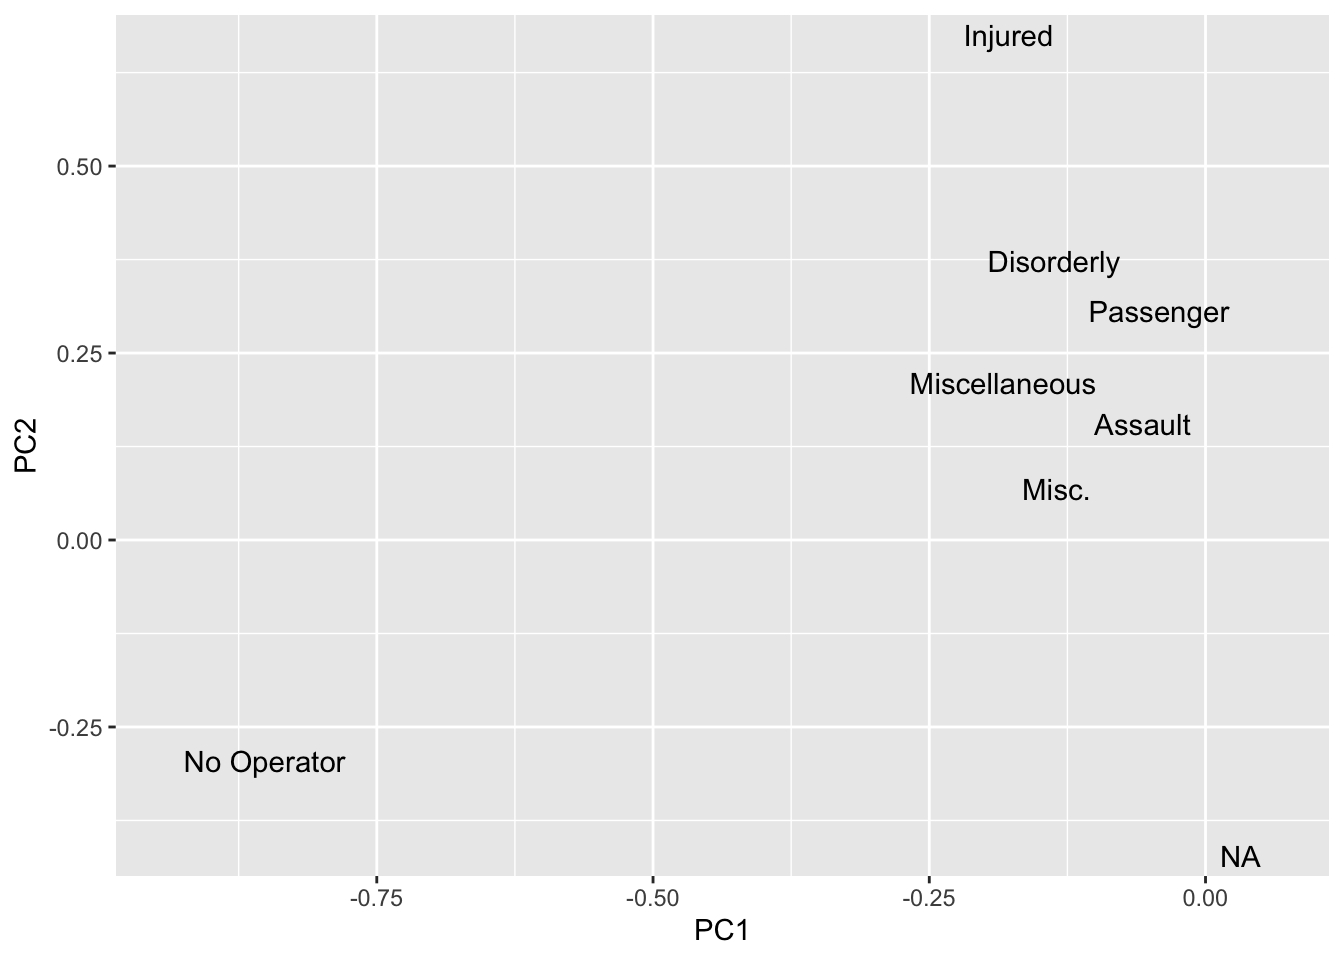 Injured
0.50
Disorderly
Passenger
0.25
Miscellaneous
Assault
PC2
Misc.
0.00
-0.25
No Operator
NA
-0.75 -0.50 -0.25 0.00
PC1